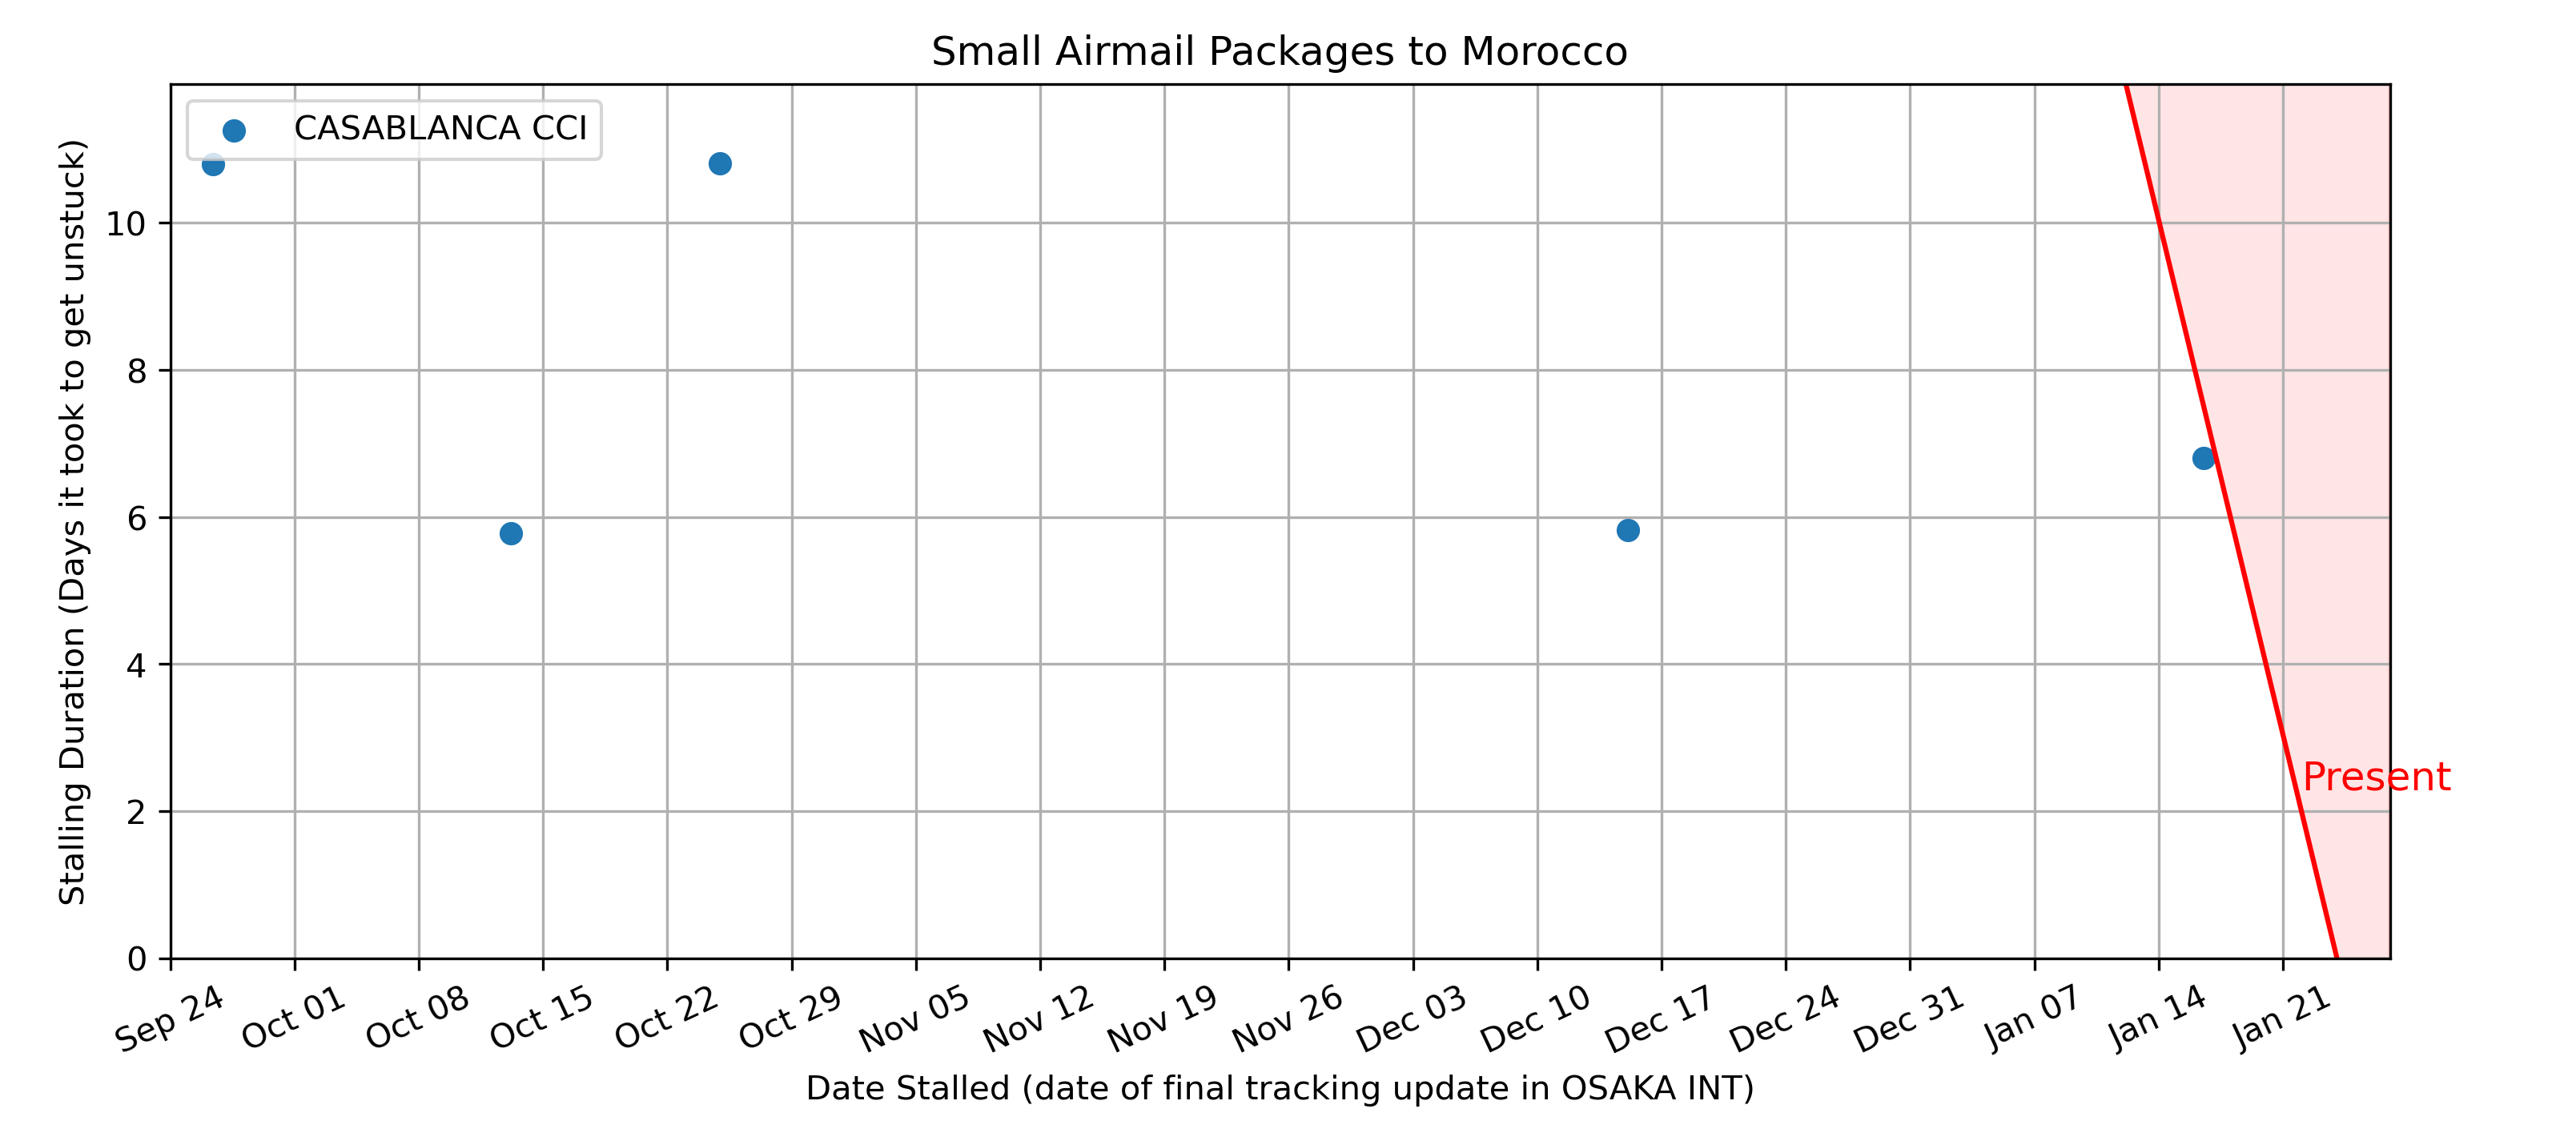 Small Airmail Packages to Morocco
CASABLANCA CCI
Stalling Duration (Days it took to get unstuck)
10
8
6
4
2
0
Present
Sep 24 Oct 01 Oct 08 Oct 15 Oct 22 Oct 29 Nov 05 Nov 12 Nov 19 Nov 26 Dec 03 Dec 10 Dec 17 Dec 24 Dec 31 Jan 07 Jan 14 Jan 21
Date Stalled (date of final tracking update in OSAKA INT)